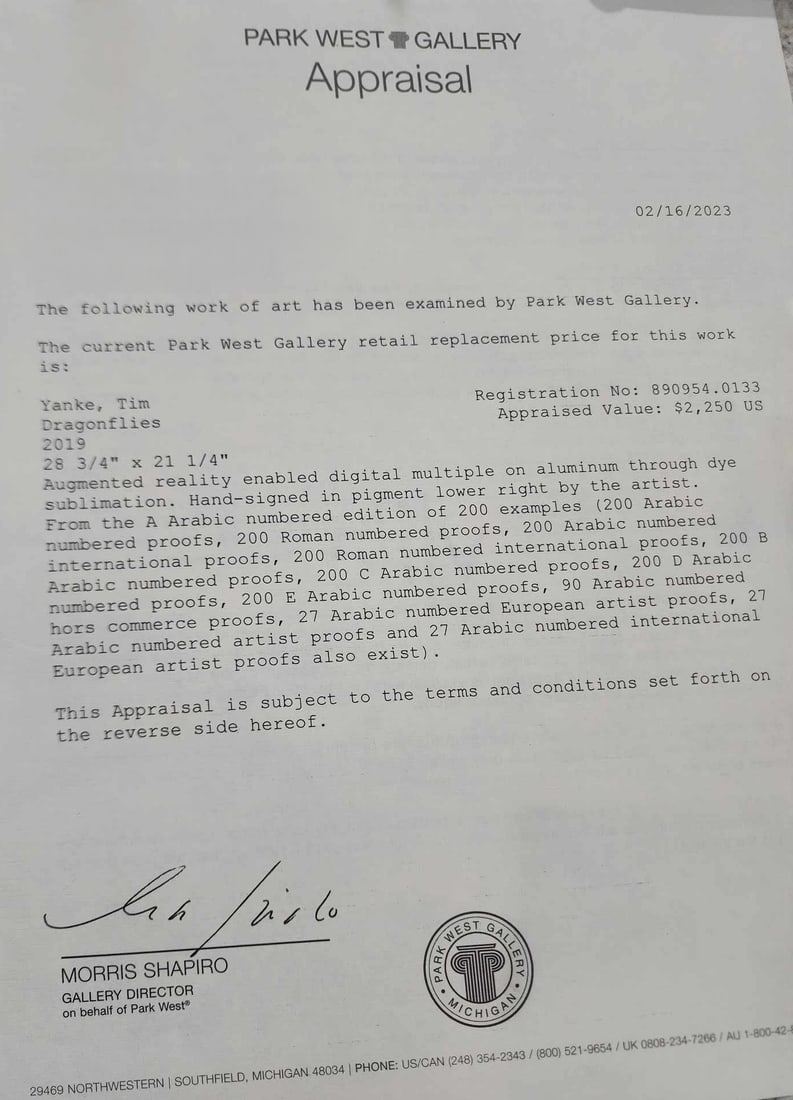 PARK WEST GALLERY
Appraisal
02/16/2023
The following work of art has been examined by Park West Gallery.
The current Park West Gallery retail replacement price for this work
is:
Registration No: 890954.0133
Appraised Value: $2,250 US
Yanke, Tim
Dragonflies
2019
28 3/4" x 21 1/4"
Augmented reality enabled digital multiple on aluminum through dye
sublimation. Hand-signed in pigment lower right by the artist.
From the A Arabic numbered edition of 200 examples (200 Arabic
numbered proofs, 200 Roman numbered proofs, 200 Arabic numbered
international proofs, 200 Roman numbered international proofs, 200 B
Arabic numbered proofs, 200 C Arabic numbered proofs, 200 D Arabic
numbered proofs, 200 E Arabic numbered proofs, 90 Arabic numbered
hors commerce proofs, 27 Arabic numbered European artist proofs, 27
Arabic numbered artist proofs and 27 Arabic numbered international
European artist proofs also exist).
This Appraisal is subject to the terms and conditions set forth on
the reverse side hereof.
MORRIS SHAPIRO
GALLERY DIRECTOR
on behalf of Park West®
PARK WEST GALLERY
• MICHIGAN •
29469 NORTHWESTERN | SOUTHFIELD, MICHIGAN 48034 | PHONE: US/CAN (248) 354-2343 / (800) 521-9654 / UK 0808-234-7266 / AU 1-800-42-